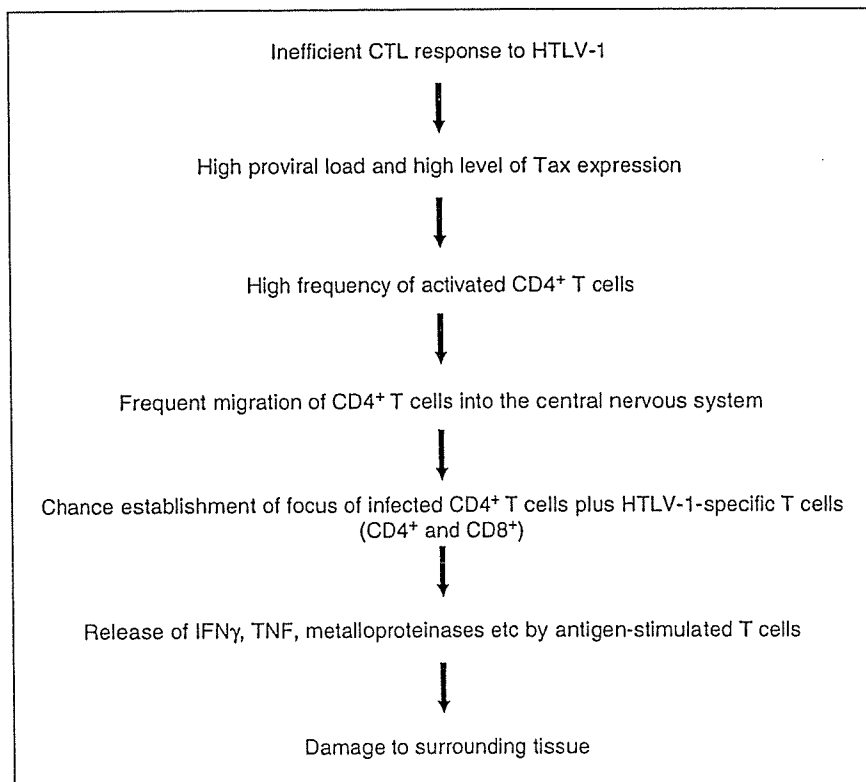 Inefficient CTL response to HTLV-1
High proviral load and high level of Tax expression
High frequency of activated CD4⁺ T cells
Frequent migration of CD4⁺ T cells into the central nervous system
Chance establishment of focus of infected CD4⁺ T cells plus HTLV-1-specific T cells
(CD4⁺ and CD8⁺)
Release of IFNγ, TNF, metalloproteinases etc by antigen-stimulated T cells
Damage to surrounding tissue